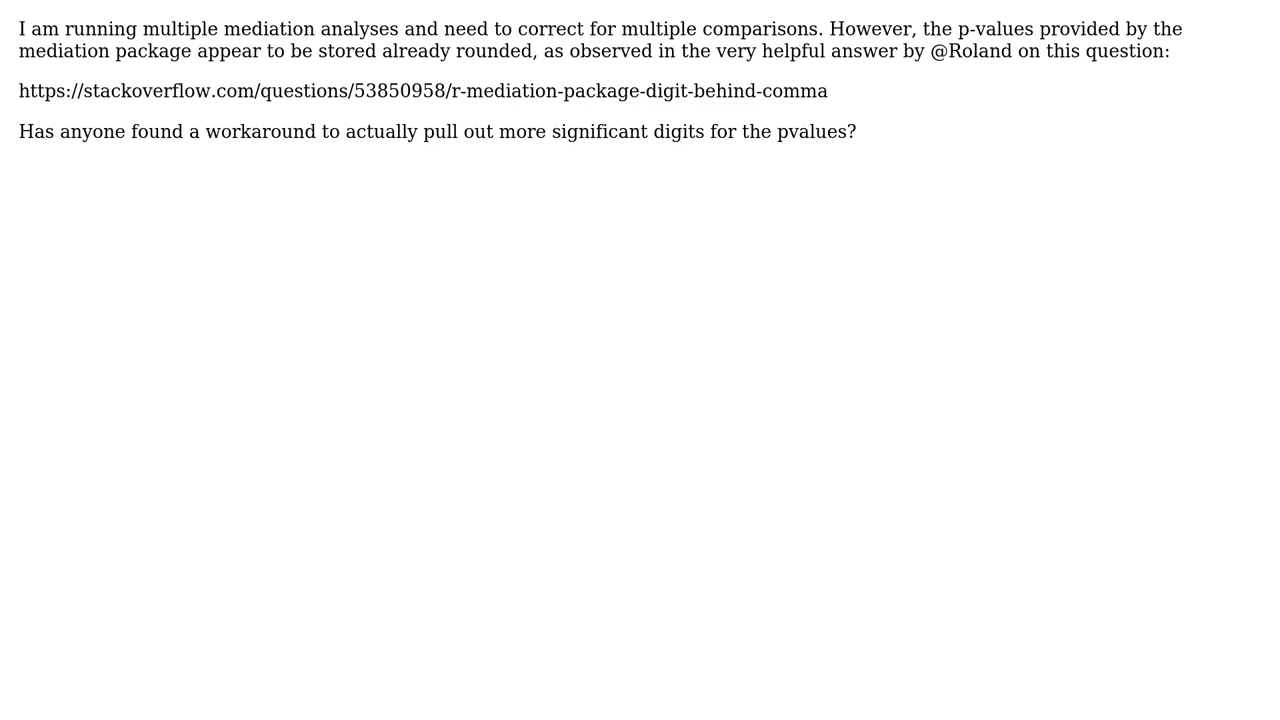 I am running multiple mediation analyses and need to correct for multiple comparisons. However, the p-values provided by the
mediation package appear to be stored already rounded, as observed in the very helpful answer by @Roland on this question:
https://stackoverflow.com/questions/53850958/r-mediation-package-digit-behind-comma
Has anyone found a workaround to actually pull out more significant digits for the pvalues?